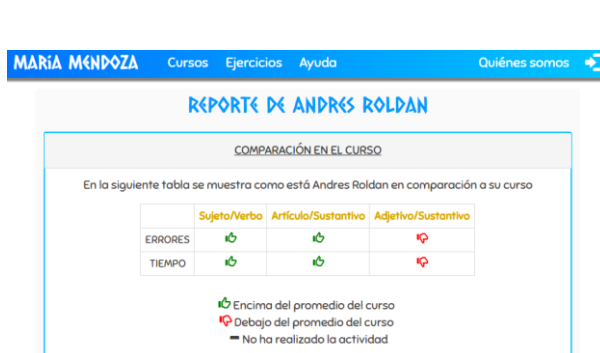 MARíA MENDOZA Cursos Ejercicios Ayuda Quiénes somos
REPORTE DE ANDRES ROLDAN
COMPARACIÓN EN EL CURSO
En la siguiente tabla se muestra como está Andres Roldan en comparación a su curso
Sujeto/Verbo Artículo/Sustantivo Adjetivo/Sustantivo
ERRORES
TIEMPO
Encima del promedio del curso
Debajo del promedio del curso
No ha realizado la actividad